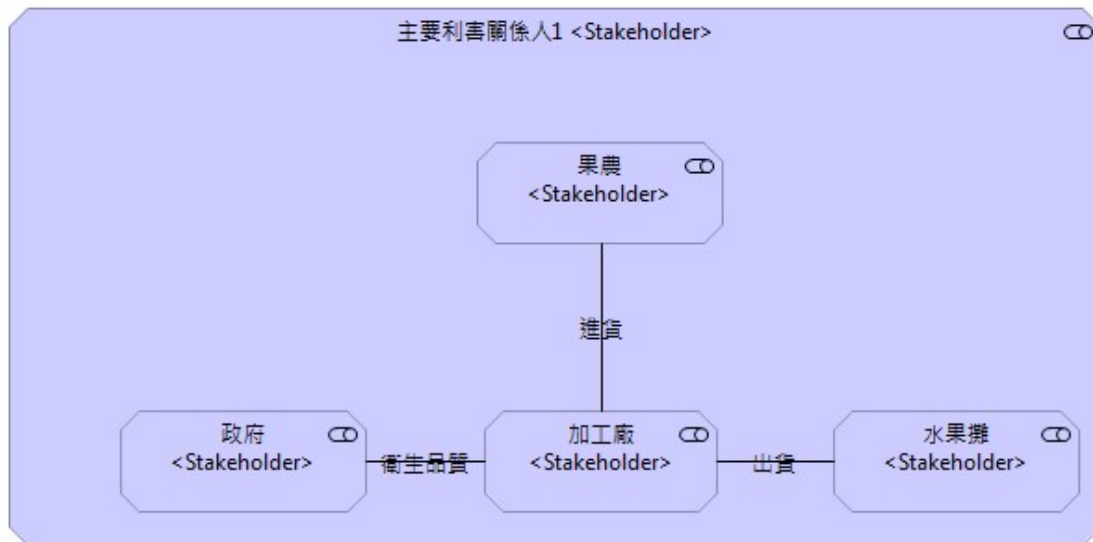 主要利害關係人1 <Stakeholder>
果農
<Stakeholder>
進貨
政府
<Stakeholder>
衛生品質
加工廠
<Stakeholder>
出貨
水果攤
<Stakeholder>